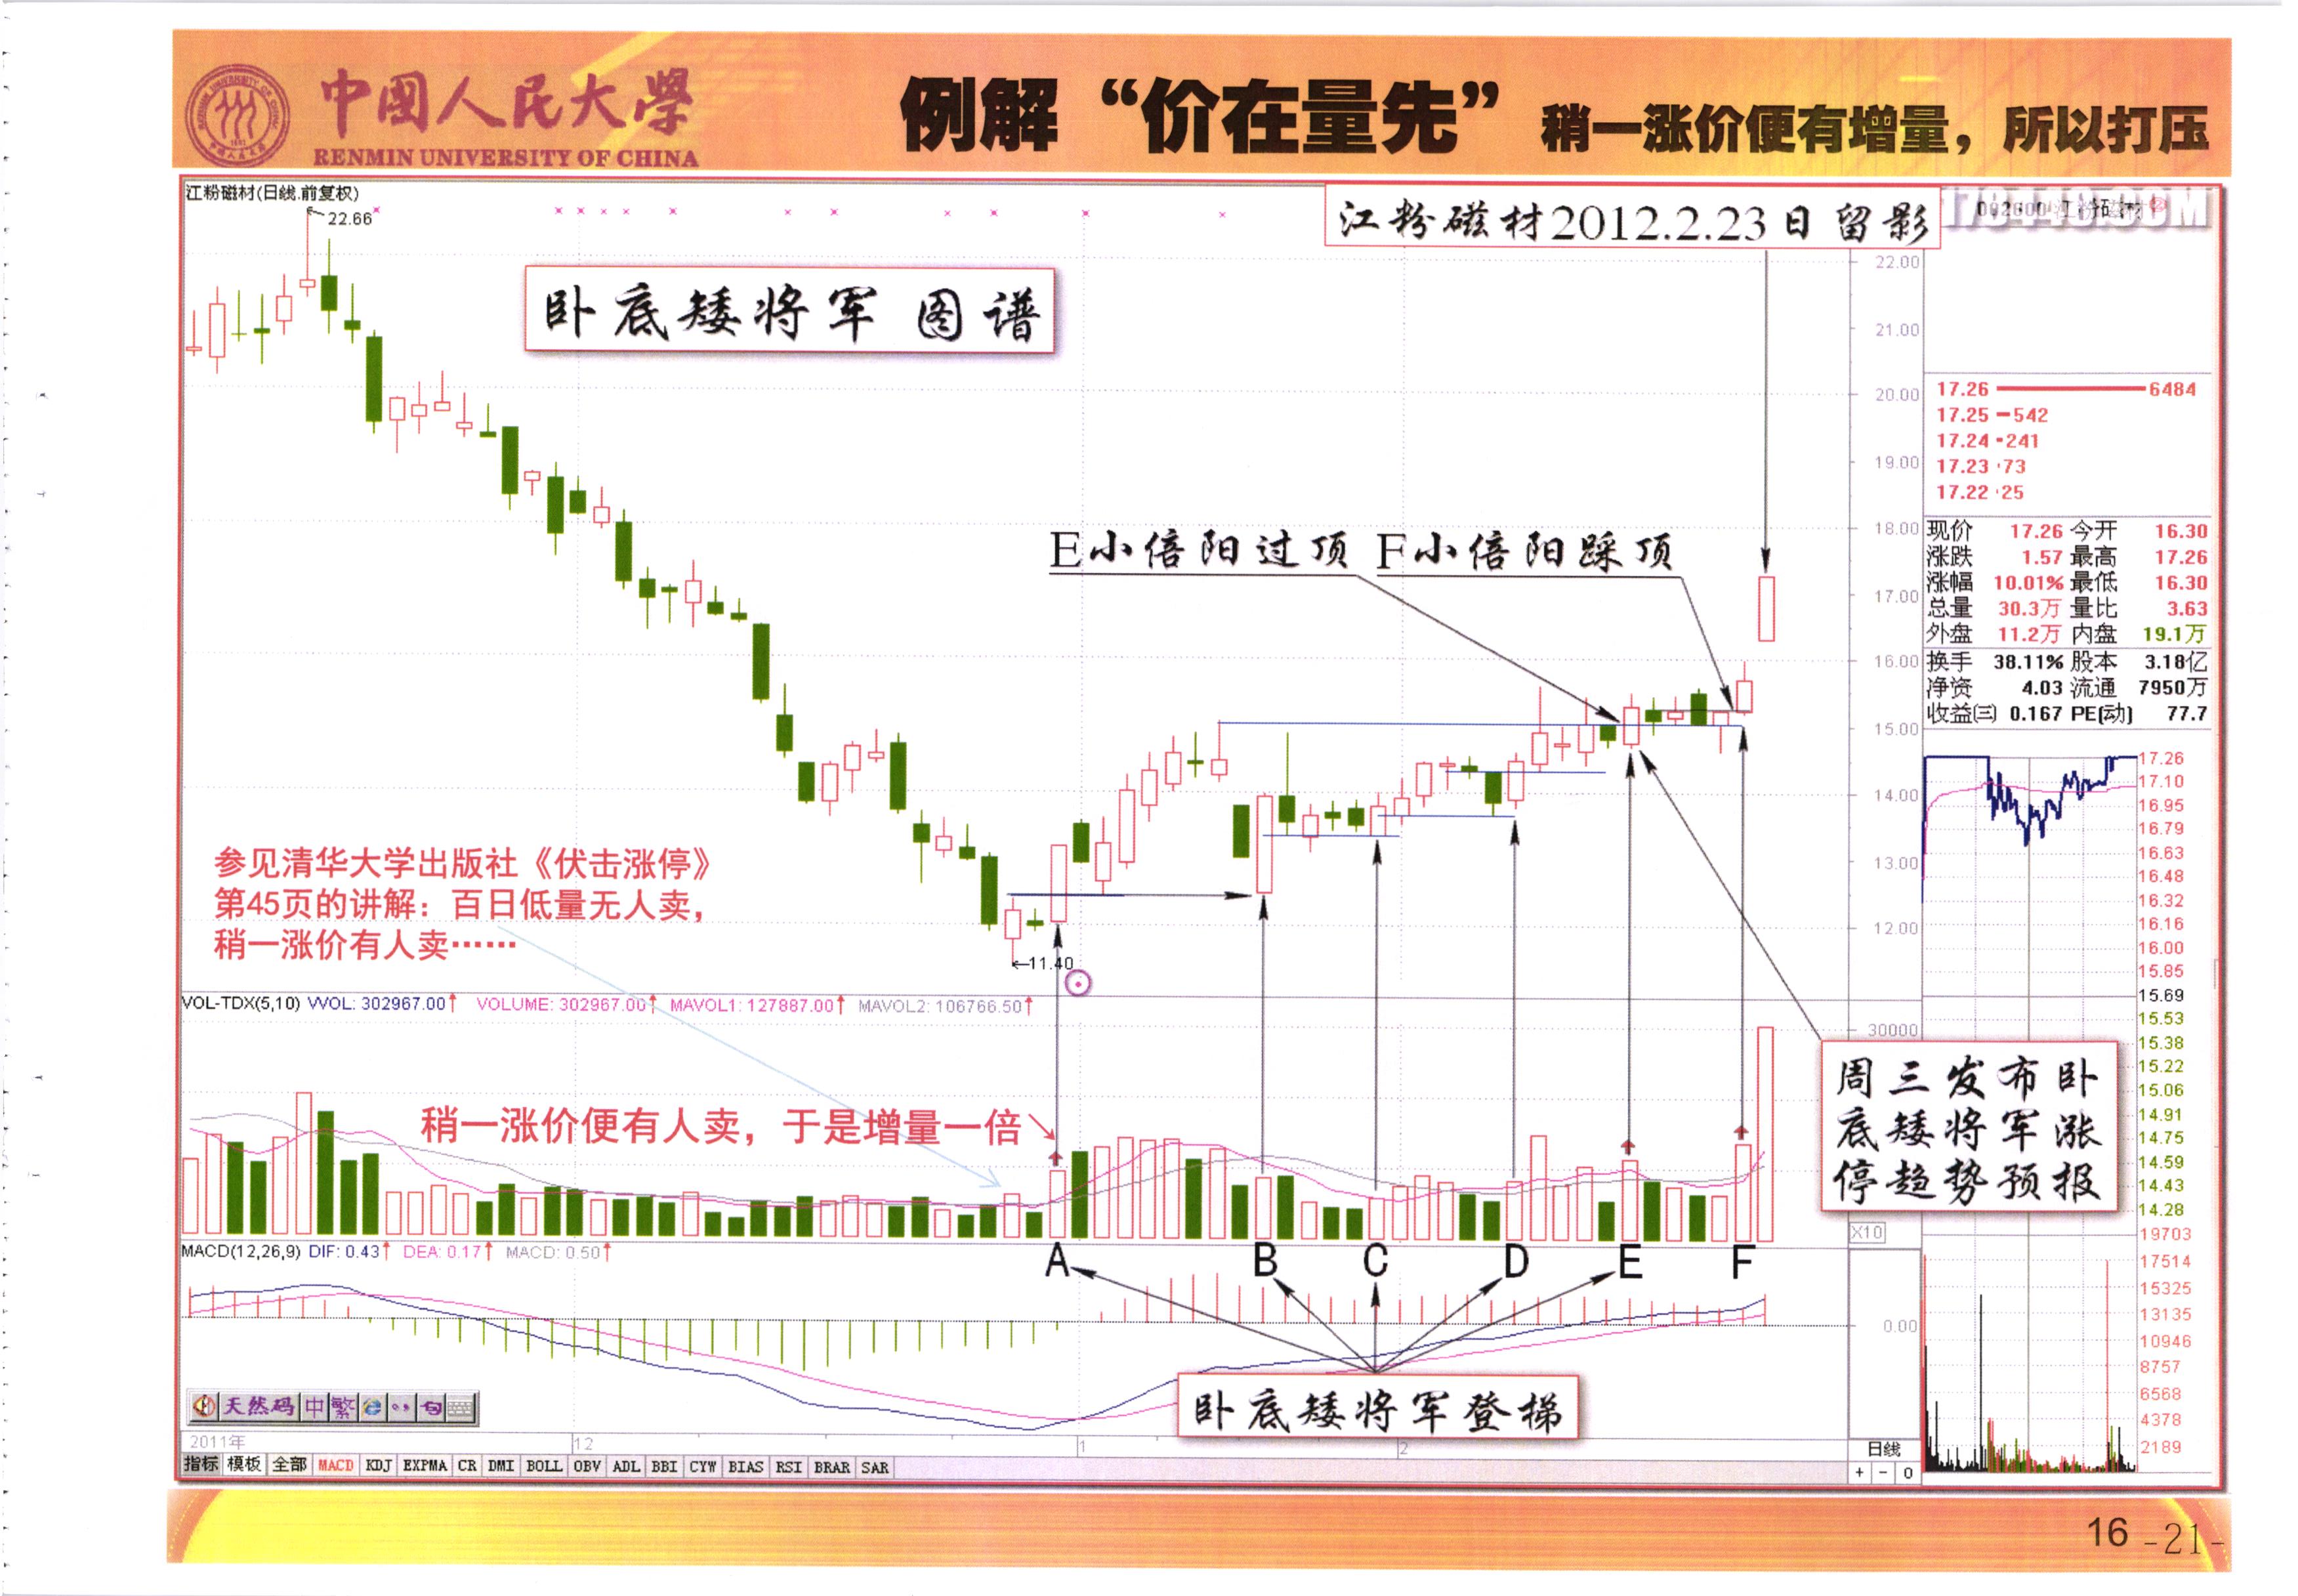 中國人民大學
RENMIN UNIVERSITY OF CHINA
例解“价在量先” 稍一涨价便有增量，所以打压
江粉磁材(日线.前复权)
22.66
卧底矮将军 图谱
江粉磁材2012.2.23日留影
22.00
21.00
20.00
19.00
18.00
17.00
16.00
15.00
14.00
13.00
12.00
17.26 6484
17.25 542
17.24 241
17.23 73
17.22 25
现价 17.26 今开 16.30
涨跌 1.57 最高 17.26
涨幅 10.01% 最低 16.30
总量 30.3万 量比 3.63
外盘 11.2万 内盘 19.1万
换手 38.11% 股本 3.18亿
净资 4.03 流通 7950万
收益(三) 0.167 PE(动) 77.7
E小倍阳过顶 F小倍阳踩顶
参见清华大学出版社《伏击涨停》
第45页的讲解：百日低量无人卖，
稍一涨价有人卖……
11.40
VOL-TDX(5,10) VVOL: 302967.00↑ VOLUME: 302967.00↑ MAVOL1: 127887.00↑ MAVOL2: 106766.50↑
30000
稍一涨价便有人卖，于是增量一倍
周三发布卧
底矮将军涨
停趋势预报
X10
MACD(12,26,9) DIF: 0.43↑ DEA: 0.17↑ MACD: 0.50↑
A B C D E F
0.00
卧底矮将军登梯
天然码 中 繁 句
2011年 12 1 2
日线
指标 模板 全部 MACD KDJ EXPMA CR DMI BOLL OBV ADL BBI CYW BIAS RSI BRAR SAR
+ - 0
17.26
17.10
16.95
16.79
16.63
16.48
16.32
16.16
16.00
15.85
15.69
15.53
15.38
15.22
15.06
14.91
14.75
14.59
14.43
14.28
19703
17514
15325
13135
10946
8757
6568
4378
2189
16 -21-